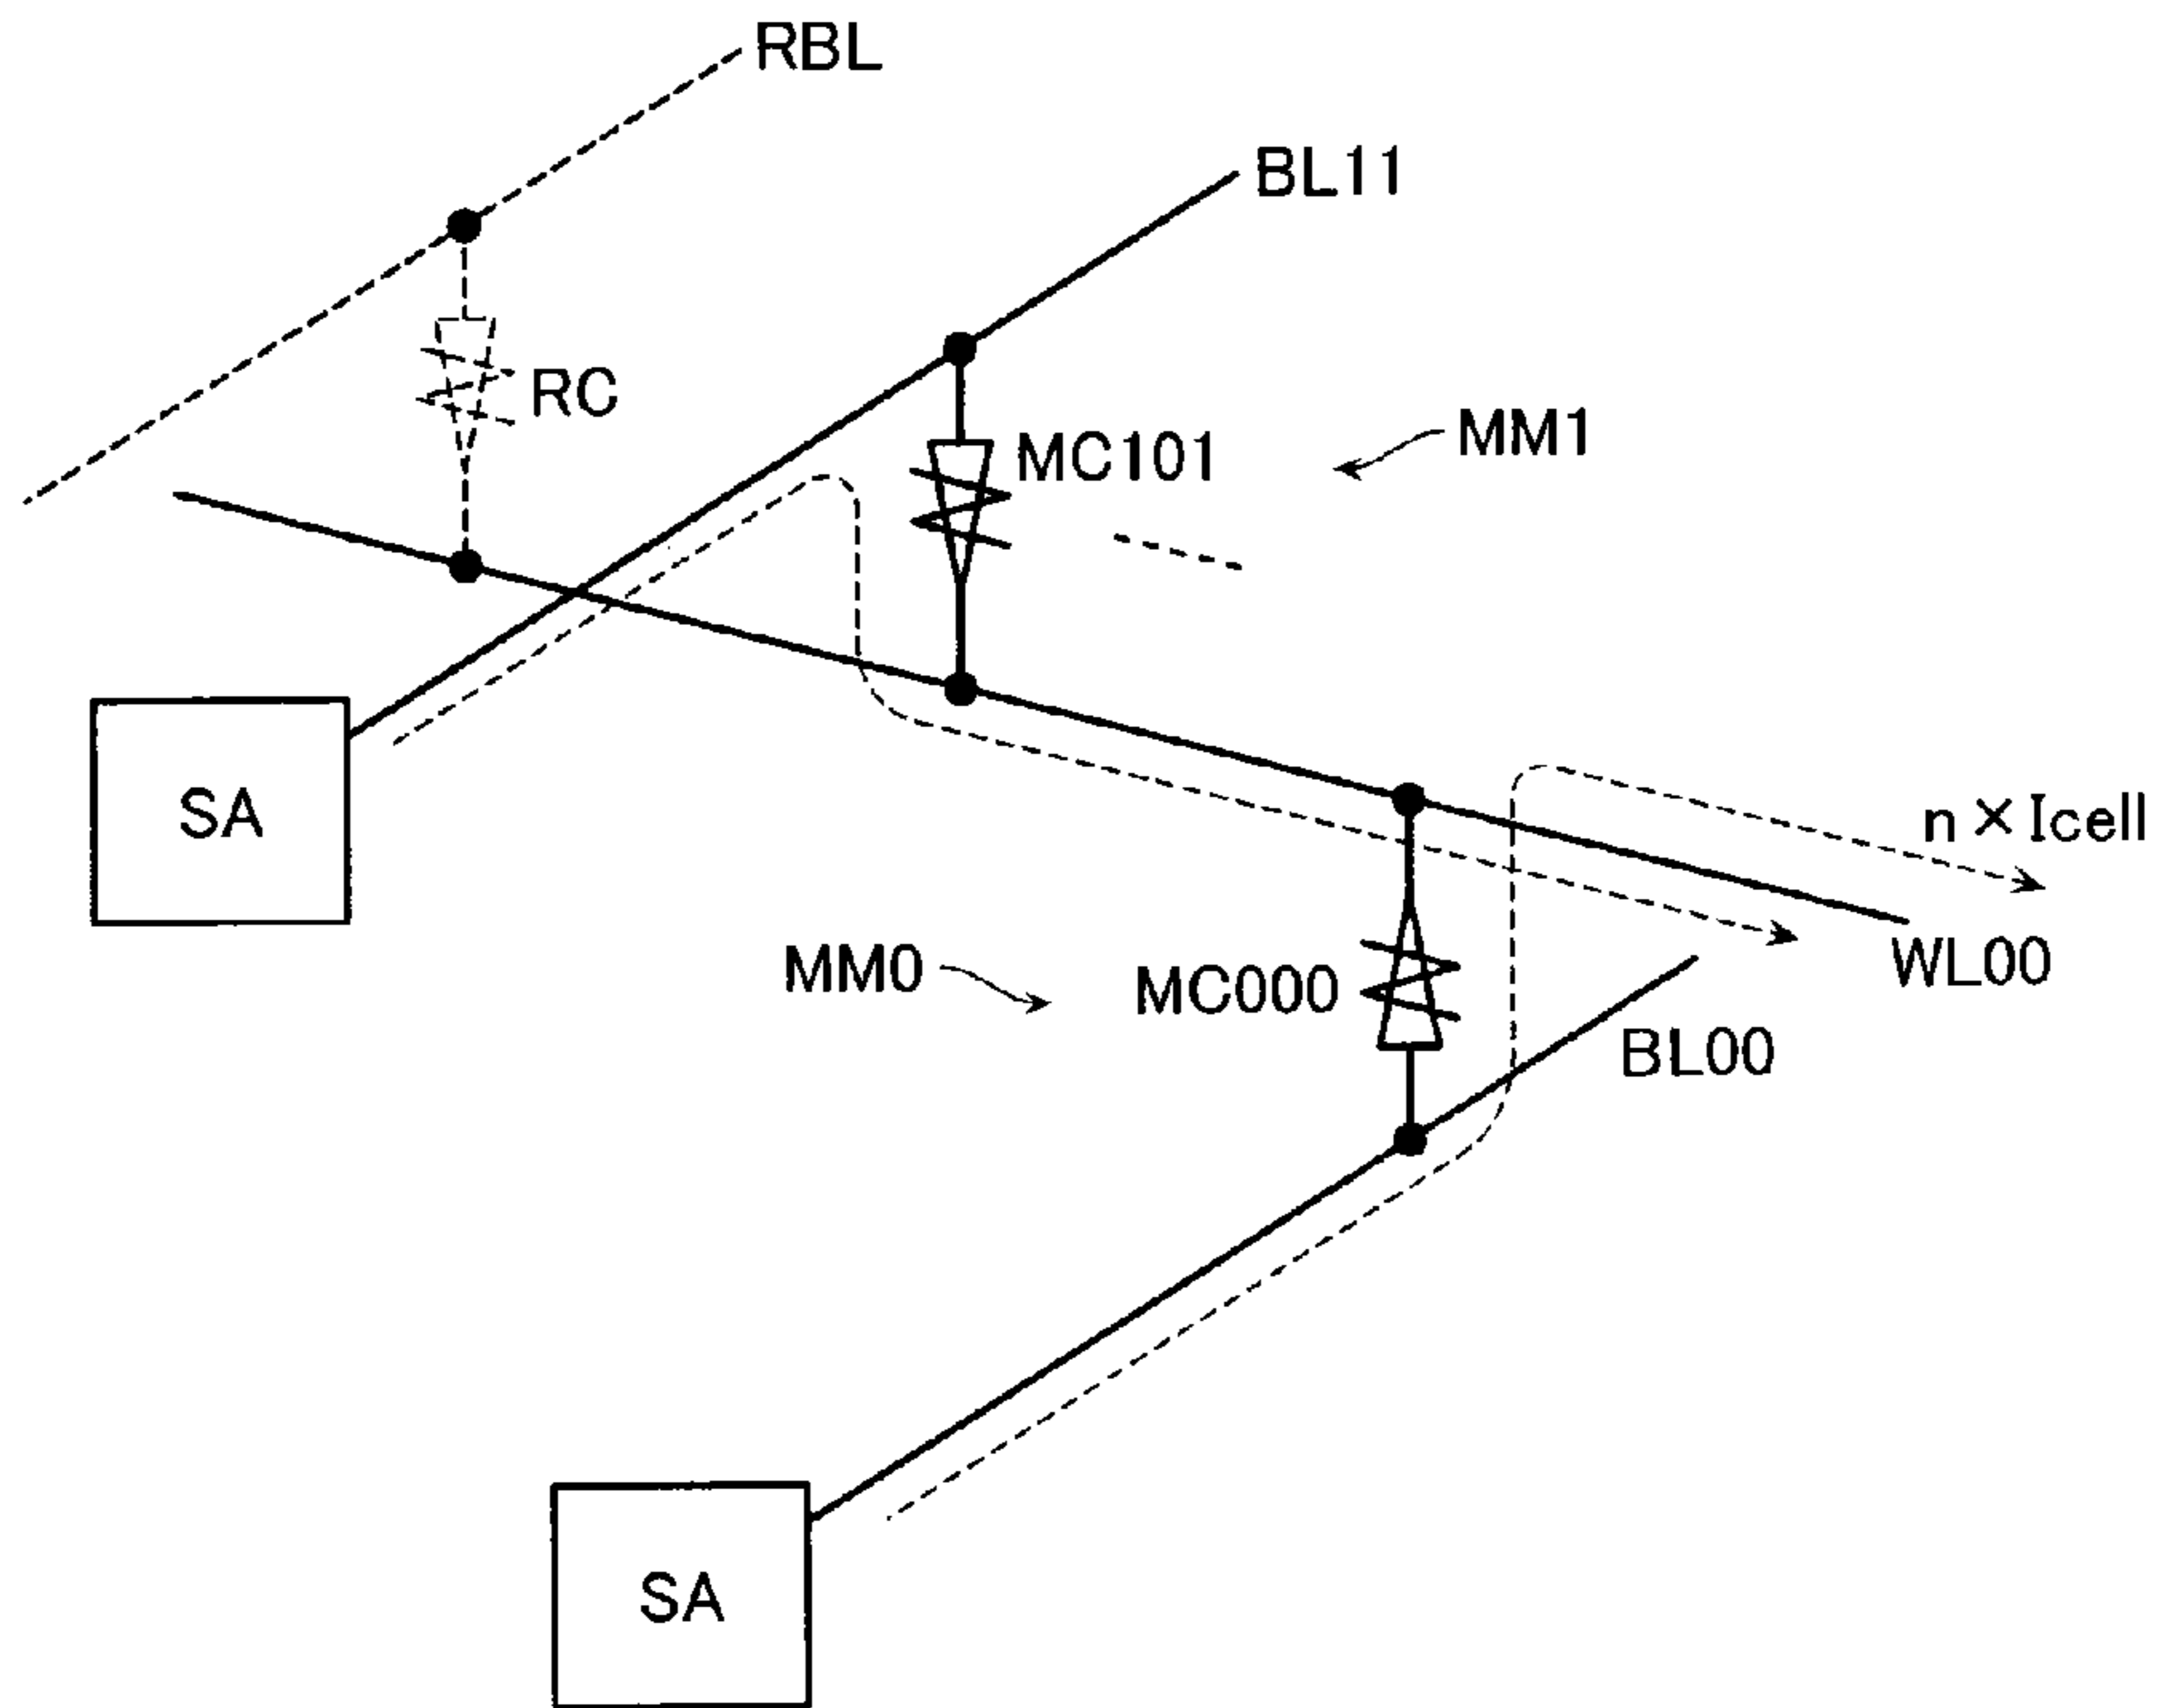 RBL
BL11
RC
MC101
MM1
SA
n×Icell
WL00
MM0
MC000
BL00
SA